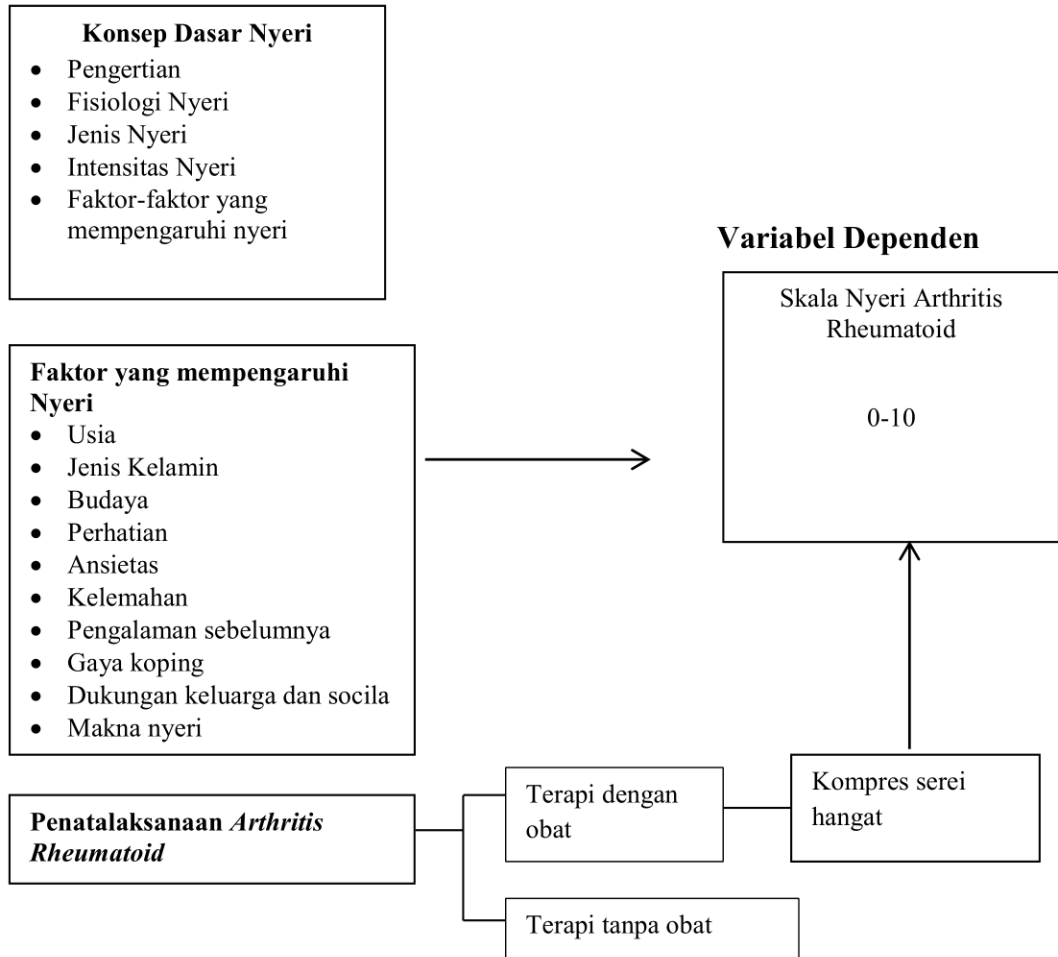 Konsep Dasar Nyeri
• Pengertian
• Fisiologi Nyeri
• Jenis Nyeri
• Intensitas Nyeri
• Faktor-faktor yang
mempengaruhi nyeri
Variabel Dependen
Skala Nyeri Arthritis
Rheumatoid
0-10
Faktor yang mempengaruhi
Nyeri
• Usia
• Jenis Kelamin
• Budaya
• Perhatian
• Ansietas
• Kelemahan
• Pengalaman sebelumnya
• Gaya koping
• Dukungan keluarga dan socila
• Makna nyeri
Penatalaksanaan Arthritis
Rheumatoid
Terapi dengan
obat
Kompres serei
hangat
Terapi tanpa obat